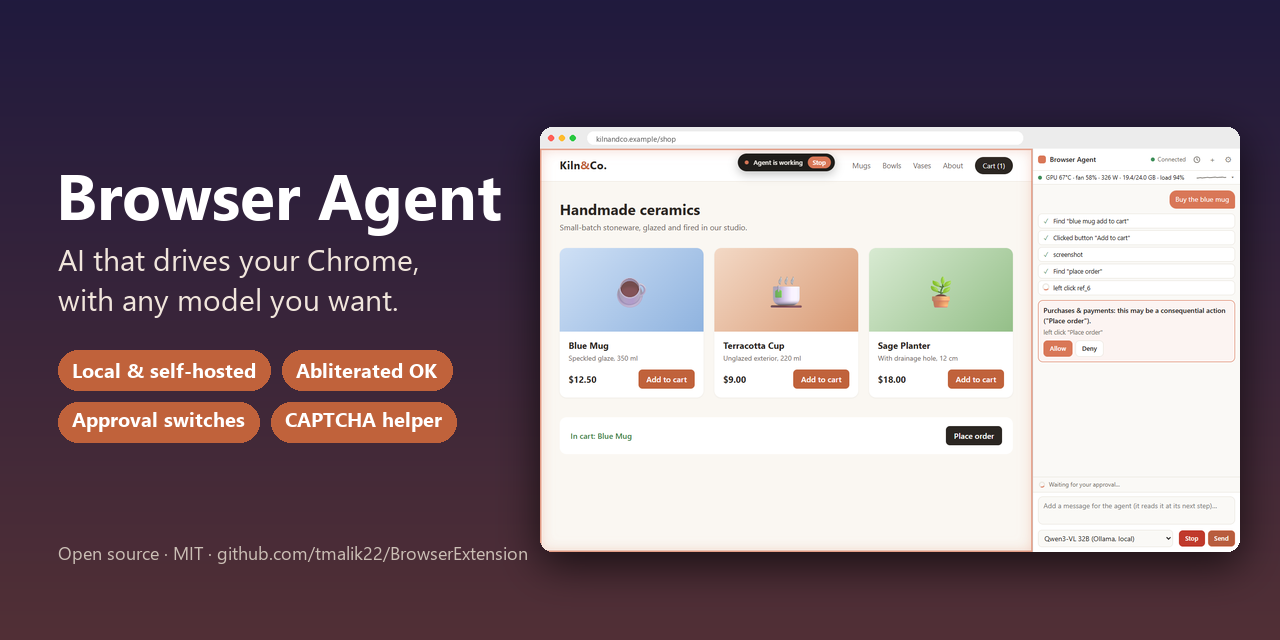 Browser Agent
AI that drives your Chrome,
with any model you want.
Local & self-hosted
Abliterated OK
Approval switches
CAPTCHA helper
Open source · MIT · github.com/tmalik22/BrowserExtension
kilnandco.example/shop
Kiln&Co.
Agent is working
Stop
Mugs
Bowls
Vases
About
Cart (1)
Handmade ceramics
Small-batch stoneware, glazed and fired in our studio.
Blue Mug
Speckled glaze, 350 ml
$12.50
Add to cart
Terracotta Cup
Unglazed exterior, 220 ml
$9.00
Add to cart
Sage Planter
With drainage hole, 12 cm
$18.00
Add to cart
In cart: Blue Mug
Place order
Browser Agent
Connected
GPU 67°C · fan 58% · 326 W · 19.4/24.0 GB · load 94%
Buy the blue mug
✓ Find "blue mug add to cart"
✓ Clicked button "Add to cart"
✓ screenshot
✓ Find "place order"
left click ref_6
Purchases & payments: this may be a consequential action
("Place order").
left click "Place order"
Allow
Deny
Waiting for your approval...
Add a message for the agent (it reads it at its next step)...
Qwen3-VL 32B (Ollama, local)
Stop
Send